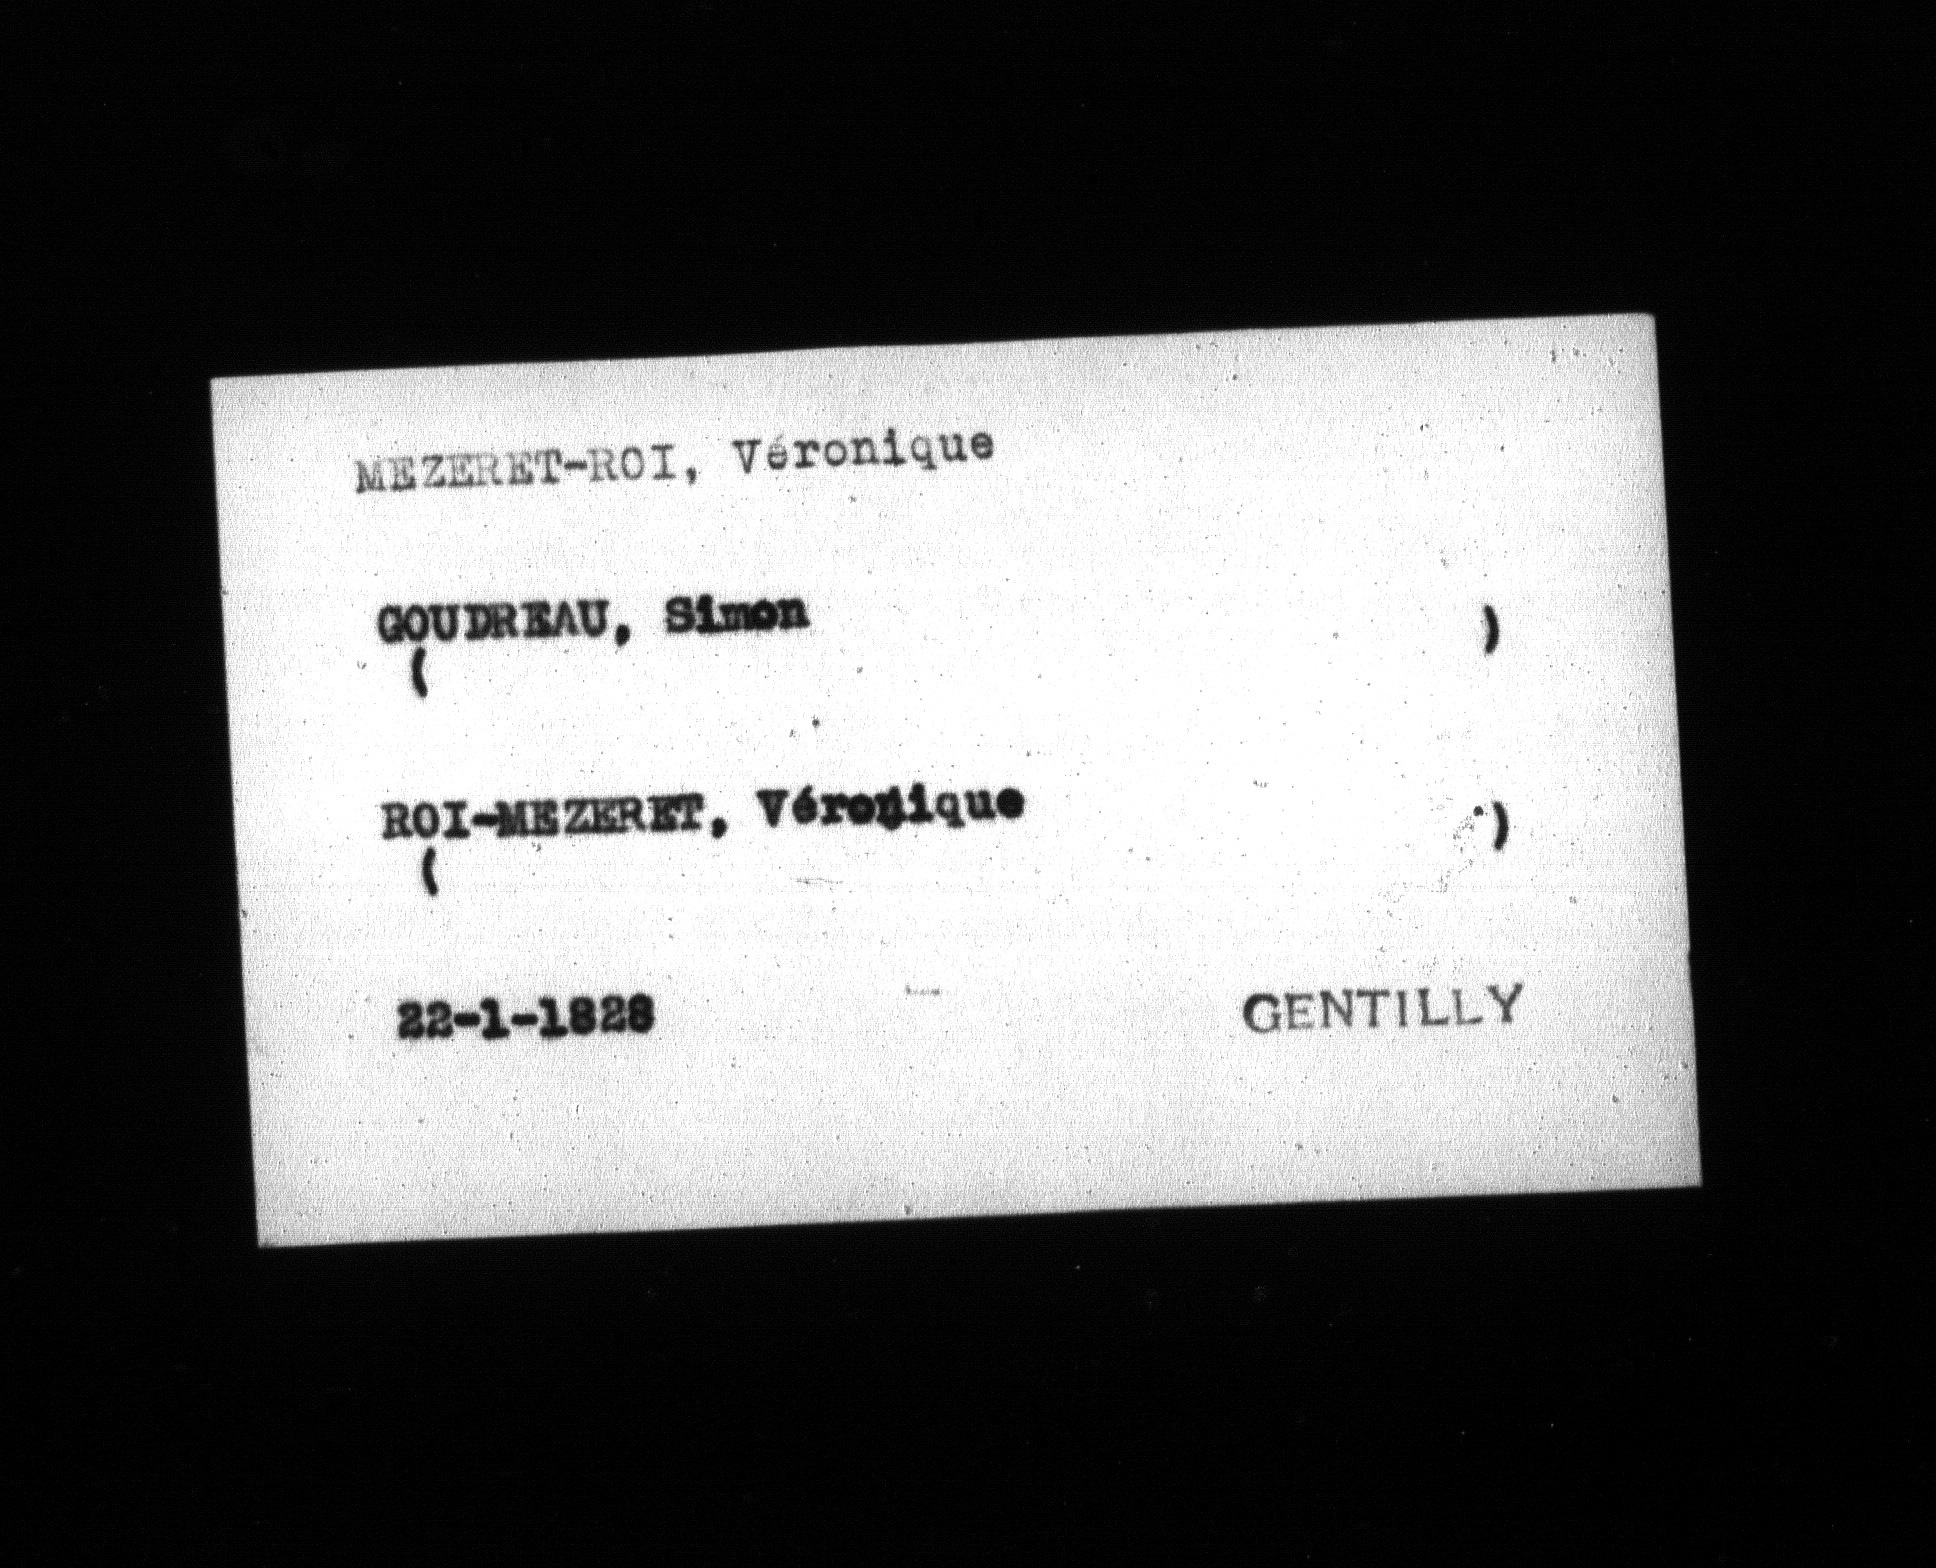 MEZERET-ROI, Véronique
GOUDREAU, Simon )
(
ROI-MEZERET, Véronique )
(
22-1-1828 GENTILLY